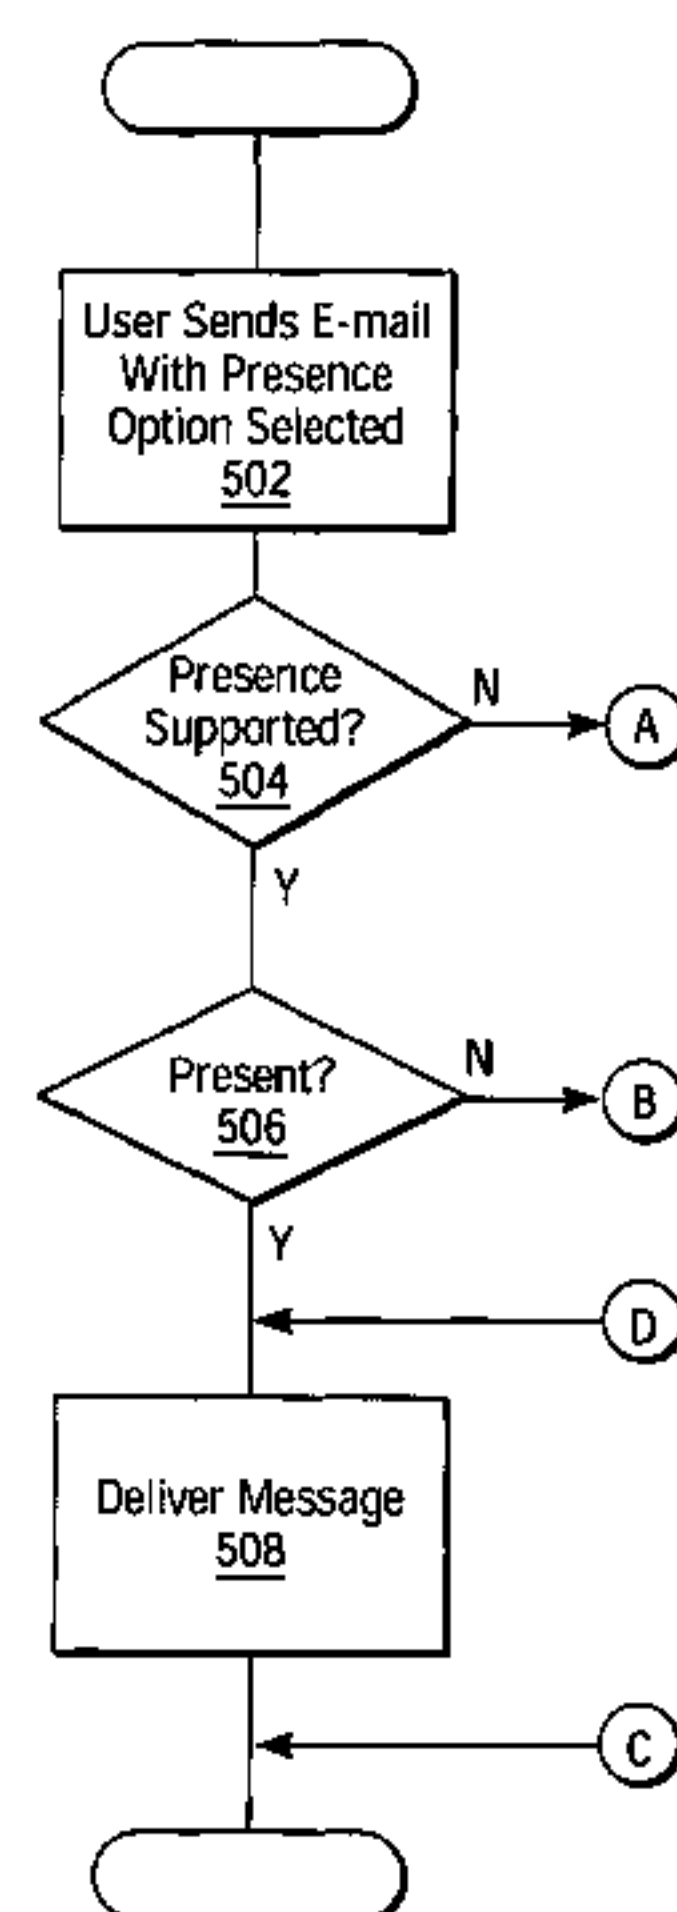 User Sends E-mail
With Presence
Option Selected
502
Presence
Supported?
504
N
A
Y
Present?
506
N
B
Y
D
Deliver Message
508
C